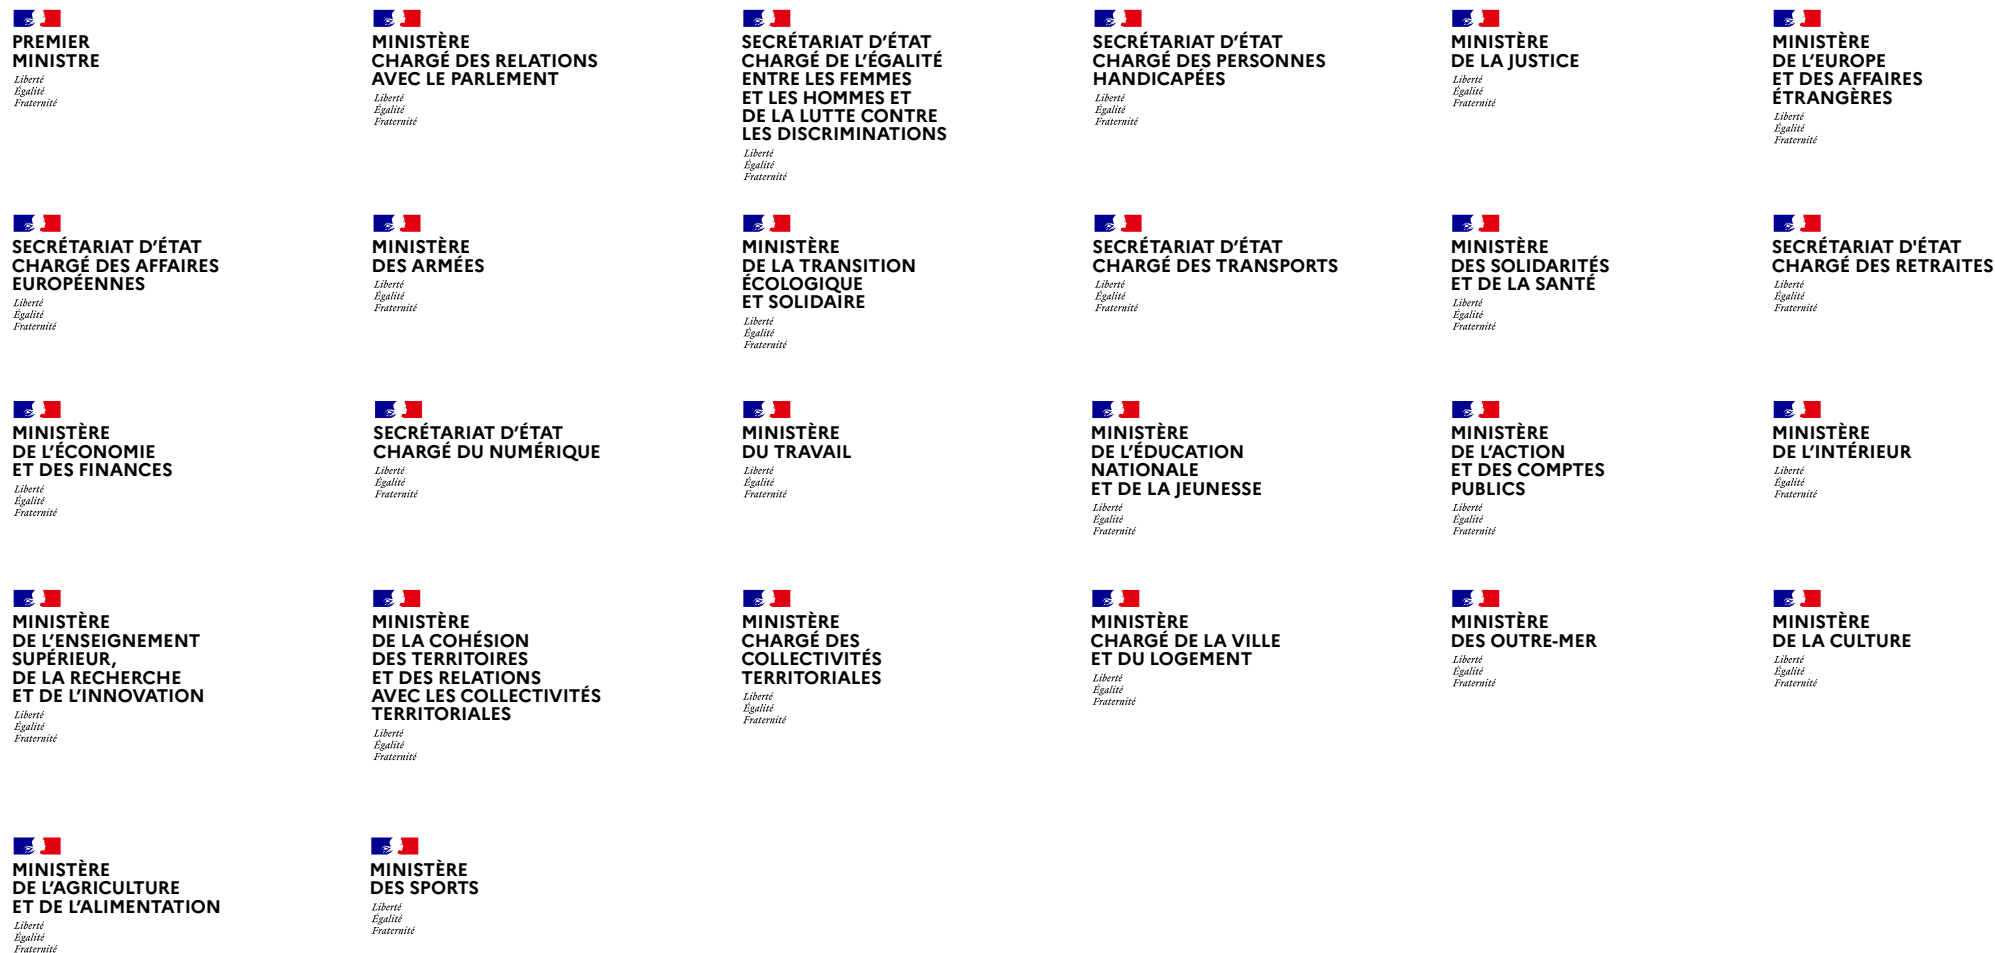 PREMIER
MINISTRE
Liberté
Égalité
Fraternité
MINISTÈRE
CHARGÉ DES RELATIONS
AVEC LE PARLEMENT
Liberté
Égalité
Fraternité
SECRÉTARIAT D’ÉTAT
CHARGÉ DE L’ÉGALITÉ
ENTRE LES FEMMES
ET LES HOMMES ET
DE LA LUTTE CONTRE
LES DISCRIMINATIONS
Liberté
Égalité
Fraternité
SECRÉTARIAT D’ÉTAT
CHARGÉ DES PERSONNES
HANDICAPÉES
Liberté
Égalité
Fraternité
MINISTÈRE
DE LA JUSTICE
Liberté
Égalité
Fraternité
MINISTÈRE
DE L’EUROPE
ET DES AFFAIRES
ÉTRANGÈRES
Liberté
Égalité
Fraternité
SECRÉTARIAT D’ÉTAT
CHARGÉ DES AFFAIRES
EUROPÉENNES
Liberté
Égalité
Fraternité
MINISTÈRE
DES ARMÉES
Liberté
Égalité
Fraternité
MINISTÈRE
DE LA TRANSITION
ÉCOLOGIQUE
ET SOLIDAIRE
Liberté
Égalité
Fraternité
SECRÉTARIAT D’ÉTAT
CHARGÉ DES TRANSPORTS
Liberté
Égalité
Fraternité
MINISTÈRE
DES SOLIDARITÉS
ET DE LA SANTÉ
Liberté
Égalité
Fraternité
SECRÉTARIAT D'ÉTAT
CHARGÉ DES RETRAITES
Liberté
Égalité
Fraternité
MINISTÈRE
DE L’ÉCONOMIE
ET DES FINANCES
Liberté
Égalité
Fraternité
SECRÉTARIAT D’ÉTAT
CHARGÉ DU NUMÉRIQUE
Liberté
Égalité
Fraternité
MINISTÈRE
DU TRAVAIL
Liberté
Égalité
Fraternité
MINISTÈRE
DE L’ÉDUCATION
NATIONALE
ET DE LA JEUNESSE
Liberté
Égalité
Fraternité
MINISTÈRE
DE L’ACTION
ET DES COMPTES
PUBLICS
Liberté
Égalité
Fraternité
MINISTÈRE
DE L’INTÉRIEUR
Liberté
Égalité
Fraternité
MINISTÈRE
DE L’ENSEIGNEMENT
SUPÉRIEUR,
DE LA RECHERCHE
ET DE L’INNOVATION
Liberté
Égalité
Fraternité
MINISTÈRE
DE LA COHÉSION
DES TERRITOIRES
ET DES RELATIONS
AVEC LES COLLECTIVITÉS
TERRITORIALES
Liberté
Égalité
Fraternité
MINISTÈRE
CHARGÉ DES
COLLECTIVITÉS
TERRITORIALES
Liberté
Égalité
Fraternité
MINISTÈRE
CHARGÉ DE LA VILLE
ET DU LOGEMENT
Liberté
Égalité
Fraternité
MINISTÈRE
DES OUTRE-MER
Liberté
Égalité
Fraternité
MINISTÈRE
DE LA CULTURE
Liberté
Égalité
Fraternité
MINISTÈRE
DE L’AGRICULTURE
ET DE L’ALIMENTATION
Liberté
Égalité
Fraternité
MINISTÈRE
DES SPORTS
Liberté
Égalité
Fraternité